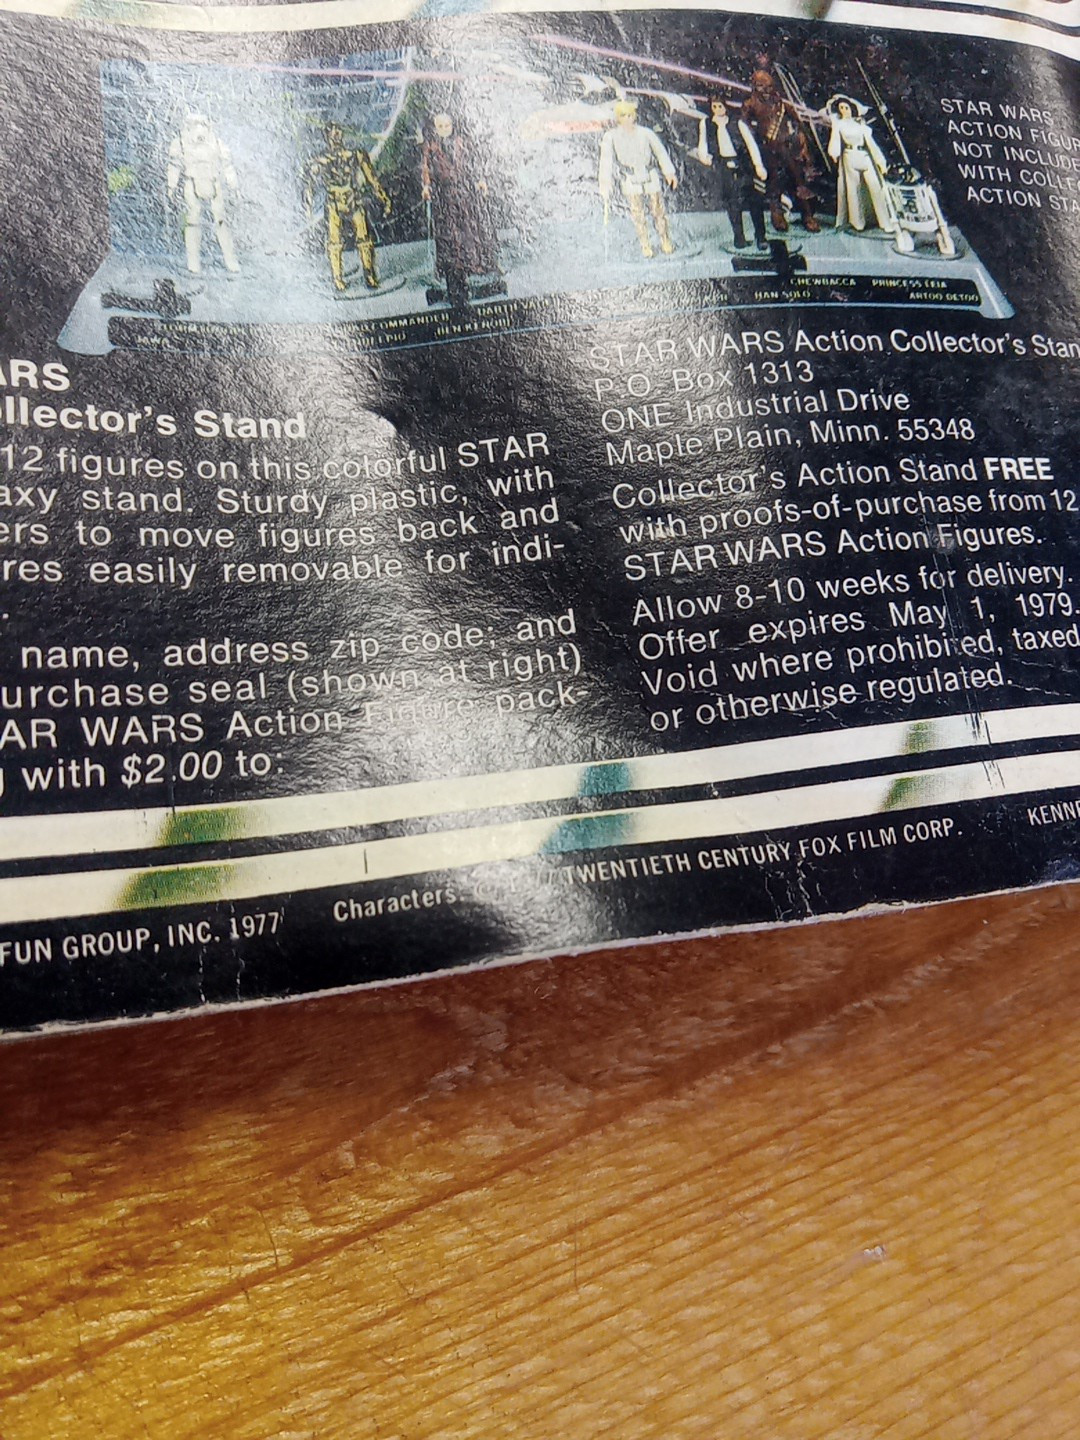 STAR WARS
ACTION FIGUR
NOT INCLUDE
WITH COLLE
ACTION STA
CHEWBACCA PRINCESS LEIA
HAN SOLO ARTOO DETOO
COMMANDER
BEN KENOBI
JAWA
ARS
ollector's Stand
12 figures on this colorful STAR
axy stand. Sturdy plastic, with
ers to move figures back and
res easily removable for indi-
.
name, address zip code; and
urchase seal (shown at right)
AR WARS Action Figure pack-
g with $2.00 to:
STAR WARS Action Collector's Stan
P.O. Box 1313
ONE Industrial Drive
Maple Plain, Minn. 55348
Collector's Action Stand FREE
with proofs-of-purchase from 12
STAR WARS Action Figures.
Allow 8-10 weeks for delivery.
Offer expires May 1, 1979.
Void where prohibited, taxed
or otherwise regulated.
FUN GROUP, INC. 1977 Characters: © TWENTIETH CENTURY FOX FILM CORP. KENNE